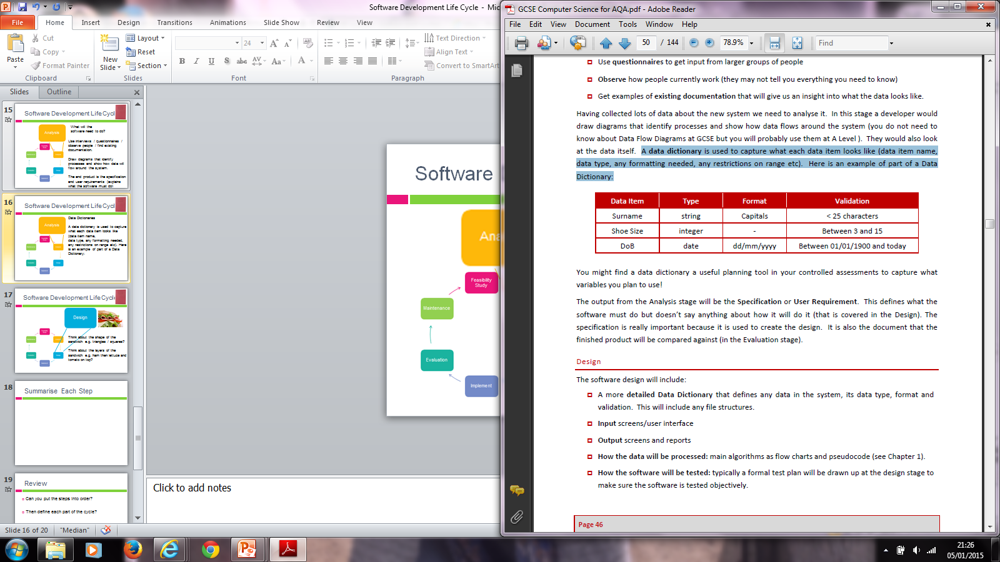 Software Development Life Cycle - Mic
File
Home
Insert
Design
Transitions
Animations
Slide Show
Review
View
Paste
Cut
Copy
Format Painter
Clipboard
New
Slide
Layout
Reset
Section
Slides
24
Font
Text Direction
Align Text
Convert to SmartArt
Paragraph
Slides
Outline
15
Software Development Life Cycl
Analysis
What will the
software need to do?
Use interviews / questionnaires /
observe people / find existing
documentation.
Draw diagrams that identify
processes and show how data will
flow around the system.
The end product is the specification
and user requirements (explains
what the software must do)
16
Software Development Life Cycl
Analysis
Data Dictionaries
A data dictionary is used to capture
what each data item looks like
(data item name,
data type, any formatting needed,
any restrictions on range etc). Here
is an example of part of a Data
Dictionary:
17
Software Development Life Cycle
Design
Think about the shape of the
sandwich e.g. triangles / squares?
Think about the layers of the
sandwich e.g. ham then lettuce and
tomato on top?
18
Summarise Each Step
19
Review
Can you put the steps into order?
Then define each part of the cycle?
Software
Ana
Feasibility
Study
Maintenance
Evaluation
Implement
Click to add notes
Slide 16 of 20
"Median"
GCSE Computer Science for AQA.pdf - Adobe Reader
File Edit View Document Tools Window Help
50 / 144
78.9%
Find
Use questionnaires to get input from larger groups of people
Observe how people currently work (they may not tell you everything you need to know)
Get examples of existing documentation that will give us an insight into what the data looks like.
Having collected lots of data about the new system we need to analyse it. In this stage a developer would
draw diagrams that identify processes and show how data flows around the system (you do not need to
know about Data Flow Diagrams at GCSE but you will probably use them at A Level ). They would also look
at the data itself. A data dictionary is used to capture what each data item looks like (data item name,
data type, any formatting needed, any restrictions on range etc). Here is an example of part of a Data
Dictionary:
Data Item Type Format Validation
Surname string Capitals < 25 characters
Shoe Size integer - Between 3 and 15
DoB date dd/mm/yyyy Between 01/01/1900 and today
You might find a data dictionary a useful planning tool in your controlled assessments to capture what
variables you plan to use!
The output from the Analysis stage will be the Specification or User Requirement. This defines what the
software must do but doesn't say anything about how it will do it (that is covered in the Design). The
specification is really important because it is used to create the design. It is also the document that the
finished product will be compared against (in the Evaluation stage).
Design
The software design will include:
A more detailed Data Dictionary that defines any data in the system, its data type, format and
validation. This will include any file structures.
Input screens/user interface
Output screens and reports
How the data will be processed: main algorithms as flow charts and pseudocode (see Chapter 1).
How the software will be tested: typically a formal test plan will be drawn up at the design stage to
make sure the software is tested objectively.
Page 46
21:26
05/01/2015